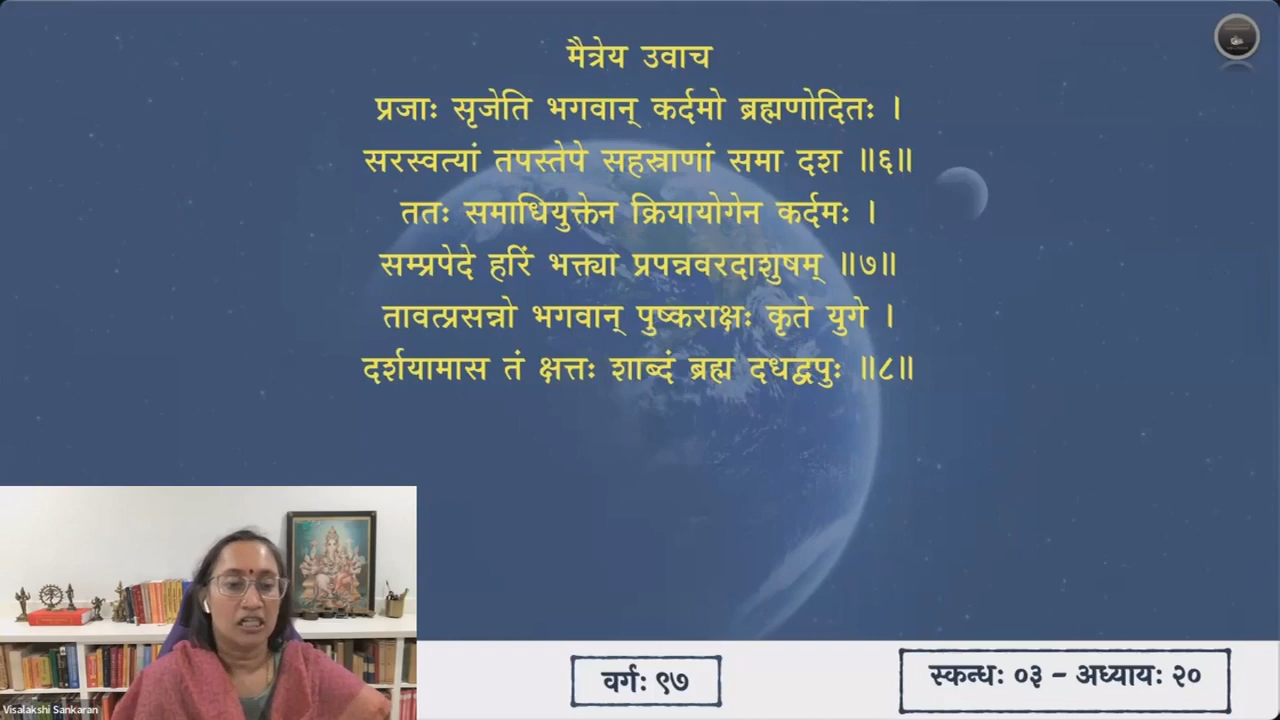 मैत्रेय उवाच
प्रजाः सृजेति भगवान् कर्दमो ब्रह्मणोदितः ।
सरस्वत्यां तपस्तेपे सहस्राणां समा दश ॥६॥
ततः समाधियुक्तेन क्रियायोगेन कर्दमः ।
सम्प्रपेदे हरिं भक्त्या प्रपन्नवरदाशुषम् ॥७॥
तावत्प्रसन्नो भगवान् पुष्कराक्षः कृते युगे ।
दर्शयामास तं क्षत्तः शाब्दं ब्रह्म दधद्वपुः ॥८॥
Visalakshi Sankaran
वर्गः ९७
स्कन्धः ०३ - अध्यायः २०